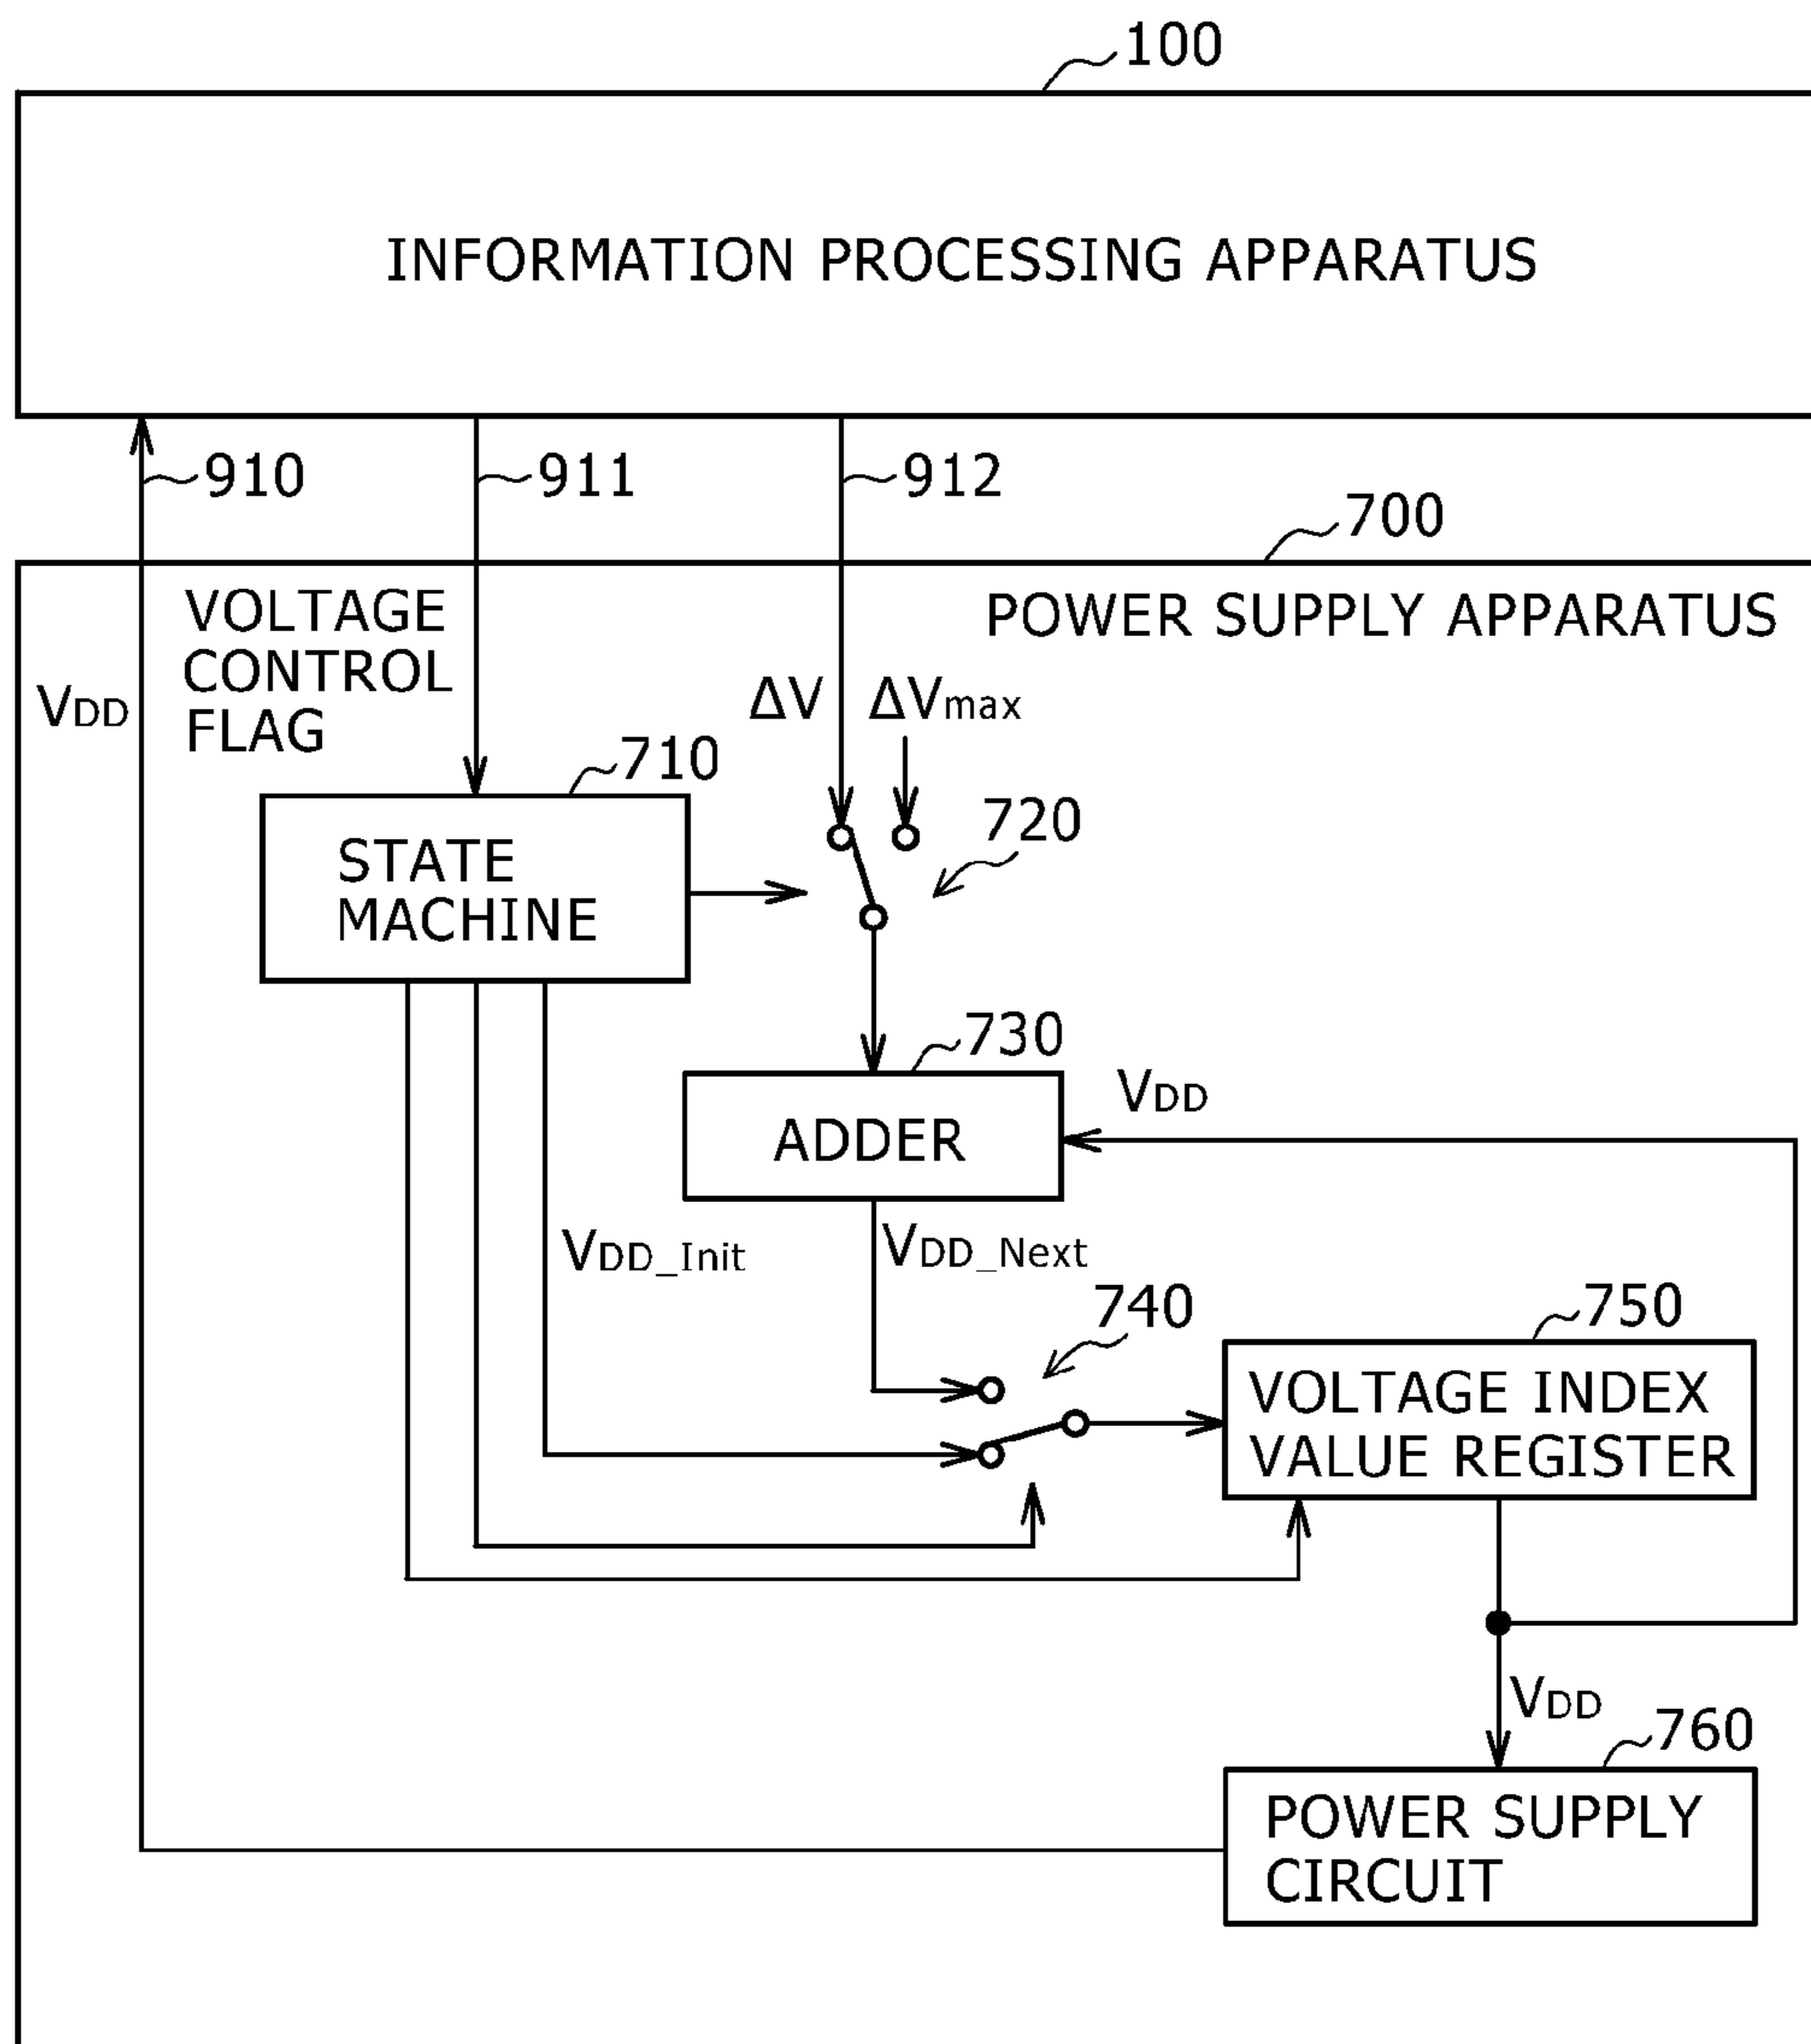 100
INFORMATION PROCESSING APPARATUS
910
911
912
700
VOLTAGE
CONTROL
FLAG
POWER SUPPLY APPARATUS
VDD
ΔV
ΔVmax
710
720
STATE
MACHINE
730
ADDER
VDD
VDD_Init
VDD_Next
740
750
VOLTAGE INDEX
VALUE REGISTER
VDD
760
POWER SUPPLY
CIRCUIT